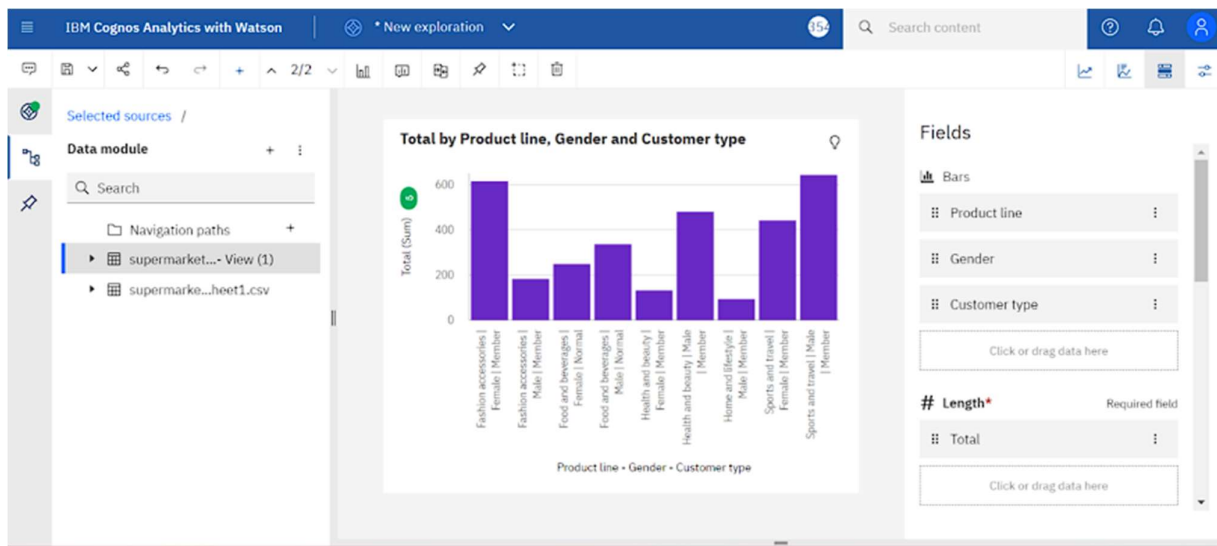 IBM Cognos Analytics with Watson
* New exploration
354
Search content
2/2
Selected sources /
Data module
Search
Navigation paths
supermarket...- View (1)
supermarke...heet1.csv
Total by Product line, Gender and Customer type
Total (Sum)
600
400
200
0
Fashion accessories |
Female | Member
Fashion accessories |
Male | Member
Food and beverages |
Female | Normal
Food and beverages |
Male | Normal
Health and beauty |
Female | Member
Health and beauty | Male
| Member
Home and lifestyle |
Male | Member
Sports and travel |
Female | Member
Sports and travel | Male
| Member
Product line - Gender - Customer type
Fields
Bars
Product line
Gender
Customer type
Click or drag data here
# Length*
Required field
Total
Click or drag data here